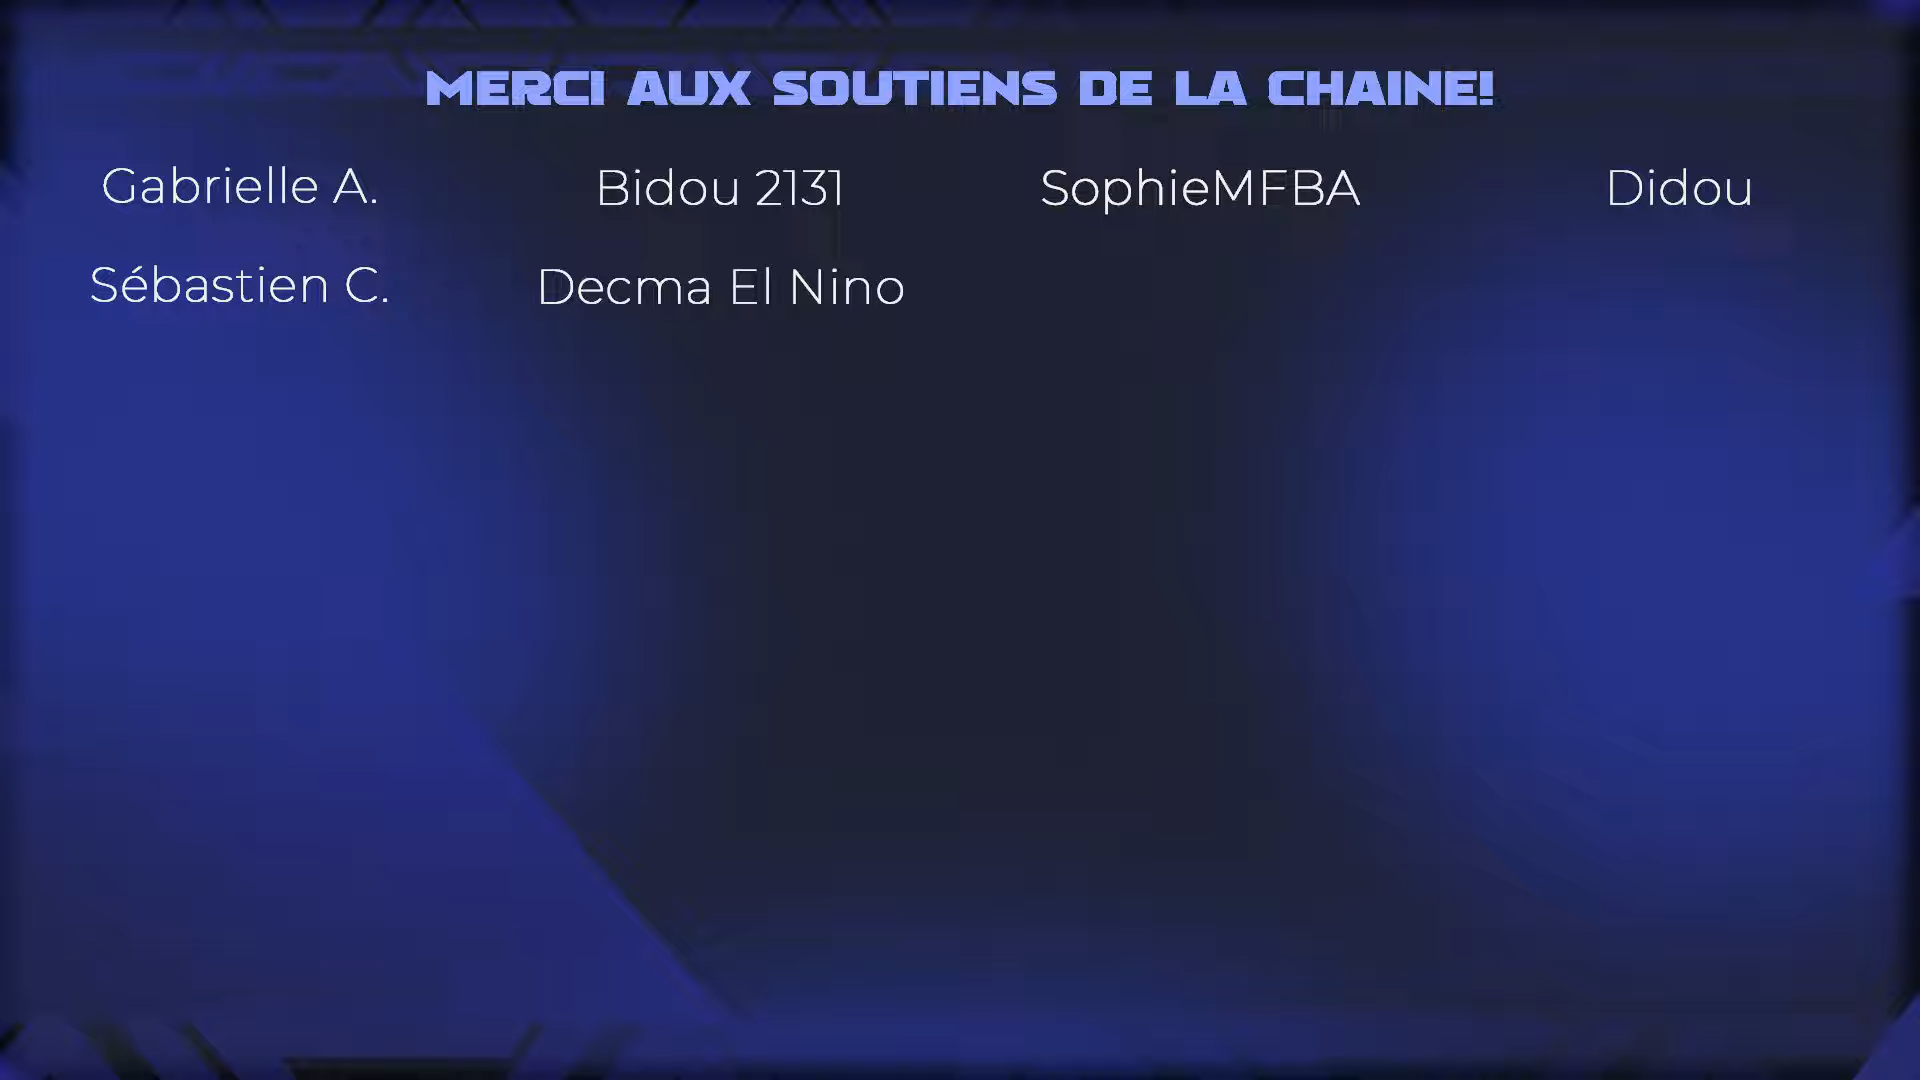 MERCI AUX SOUTIENS DE LA CHAINE!
Gabrielle A. Bidou 2131 SophieMFBA Didou
Sébastien C. Decma El Nino